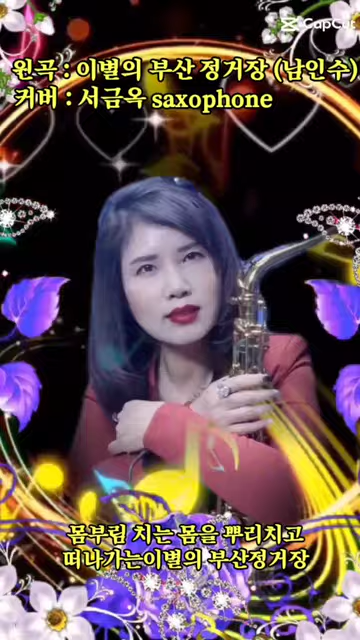 CapCut
원곡 : 이별의 부산 정거장 (남인수)
커버 : 서금옥 saxophone
몸부림 치는 몸을 뿌리치고
떠나가는이별의 부산정거장